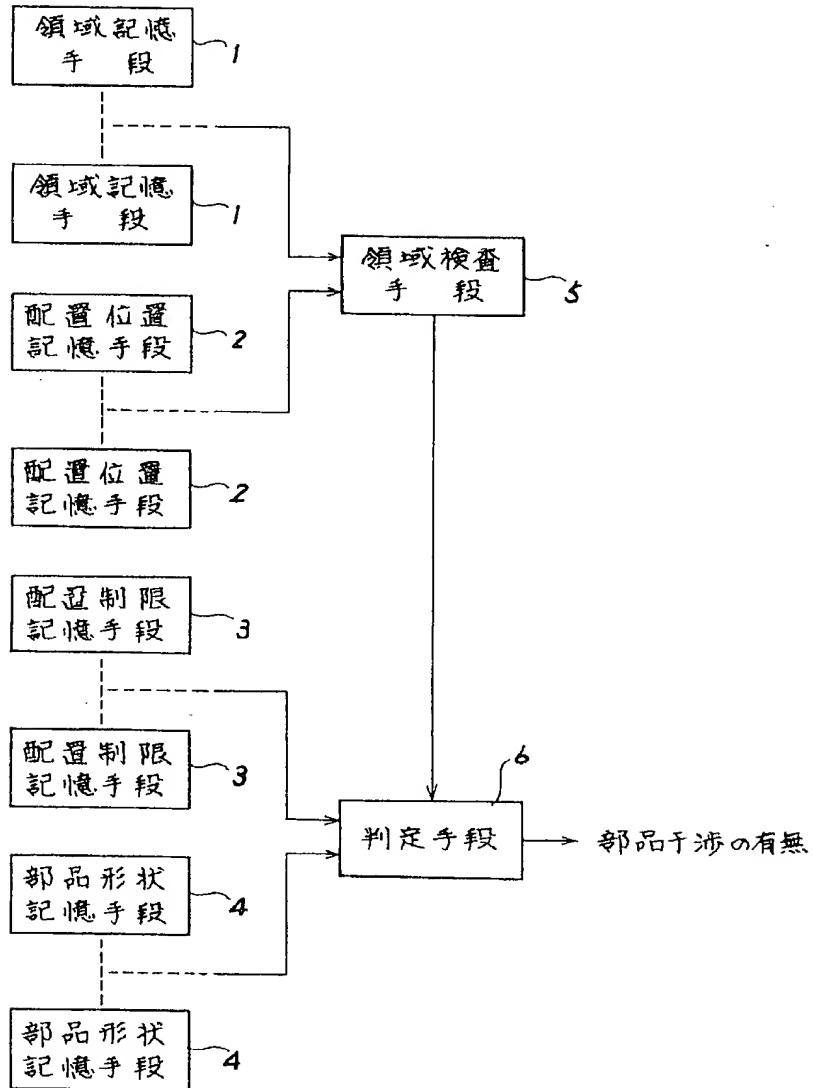 領域記憶
手段
1
領域記憶
手段
1
領域検査
手段
5
配置位置
記憶手段
2
配置位置
記憶手段
2
配置制限
記憶手段
3
配置制限
記憶手段
3
6
判定手段
部品干渉の有無
部品形状
記憶手段
4
部品形状
記憶手段
4